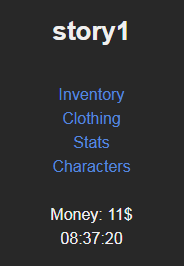 story1
Inventory
Clothing
Stats
Characters
Money: 11$
08:37:20